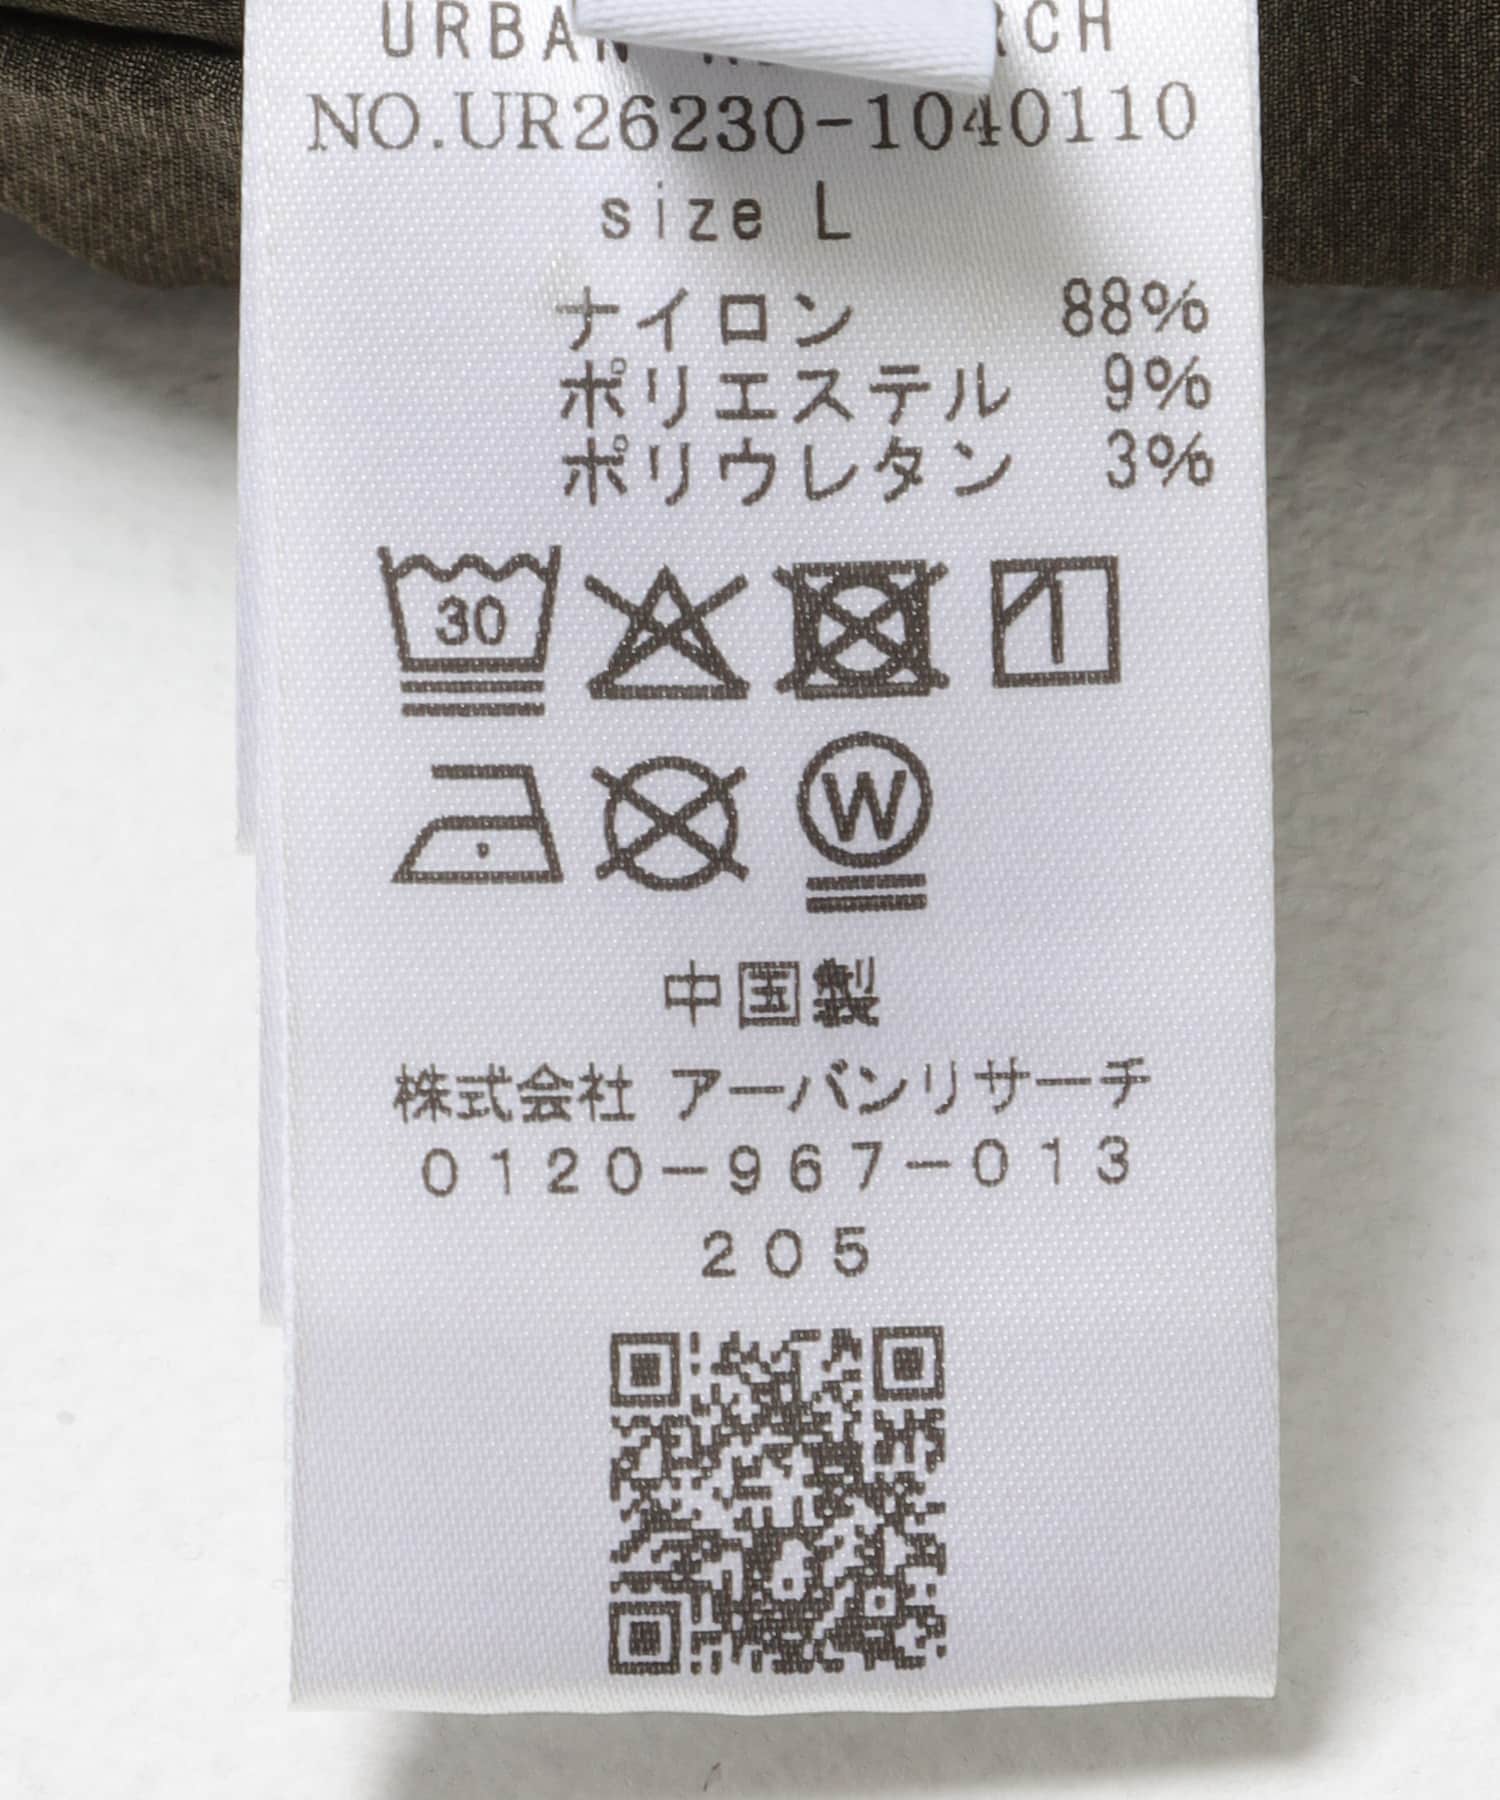 URBAN RCH
NO.UR26230-1040110
size L
ナイロン 88%
ポリエステル 9%
ポリウレタン 3%
30
W
中国製
株式会社 アーバンリサーチ
0120-967-013
205